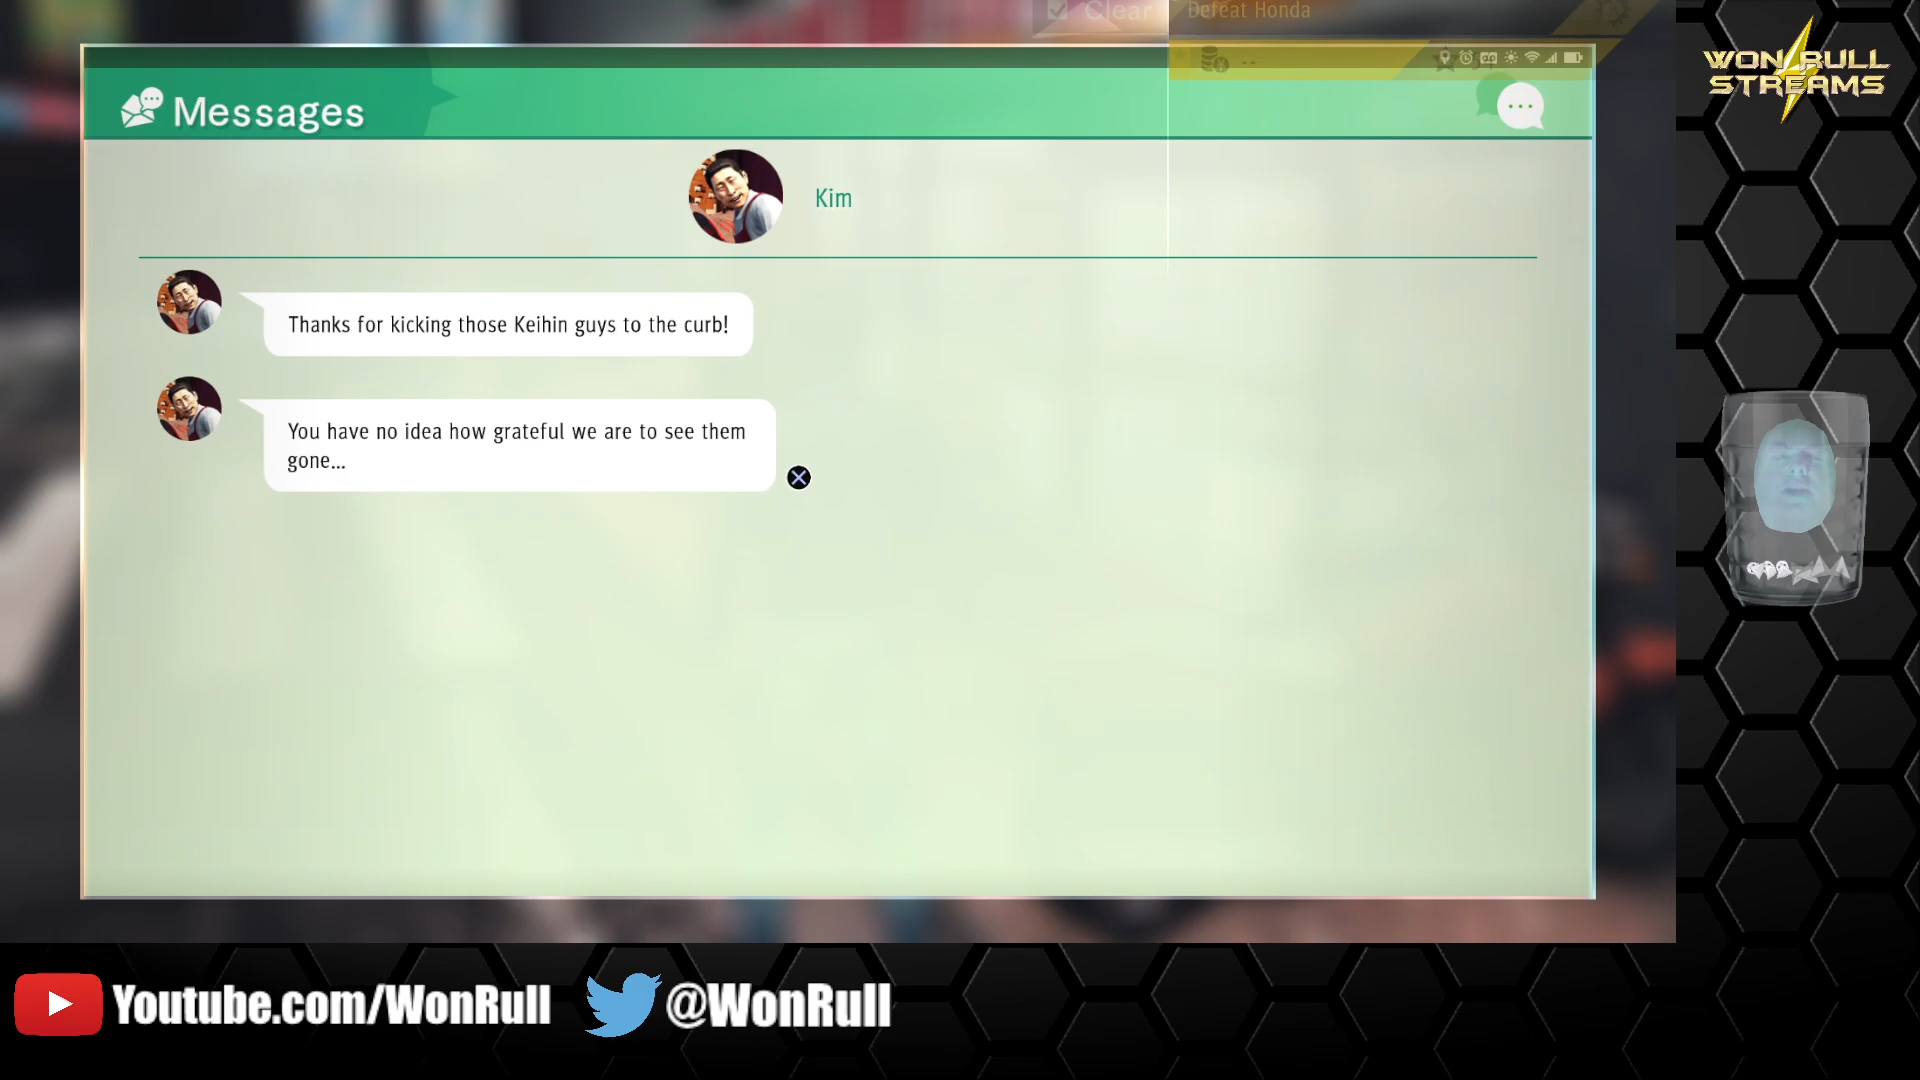 Clear
Defeat Honda
WON RULL
STREAMS
Messages
Kim
Thanks for kicking those Keihin guys to the curb!
You have no idea how grateful we are to see them
gone...
Youtube.com/WonRull
@WonRull